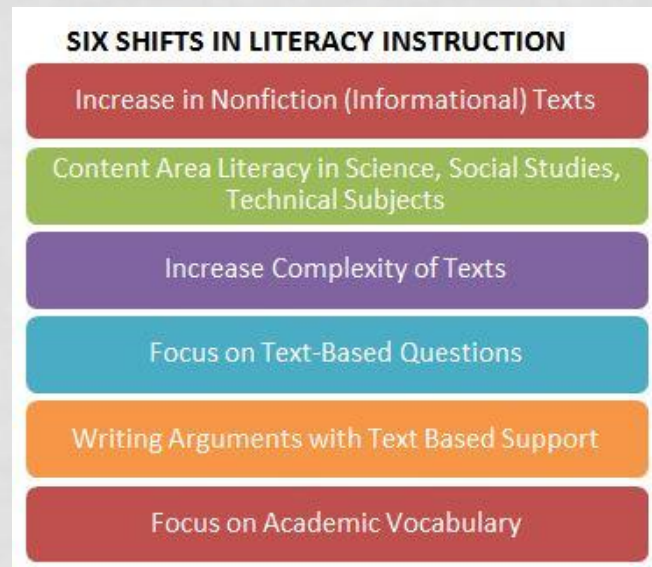 SIX SHIFTS IN LITERACY INSTRUCTION
Increase in Nonfiction (Informational) Texts
Content Area Literacy in Science, Social Studies,
Technical Subjects
Increase Complexity of Texts
Focus on Text-Based Questions
Writing Arguments with Text Based Support
Focus on Academic Vocabulary